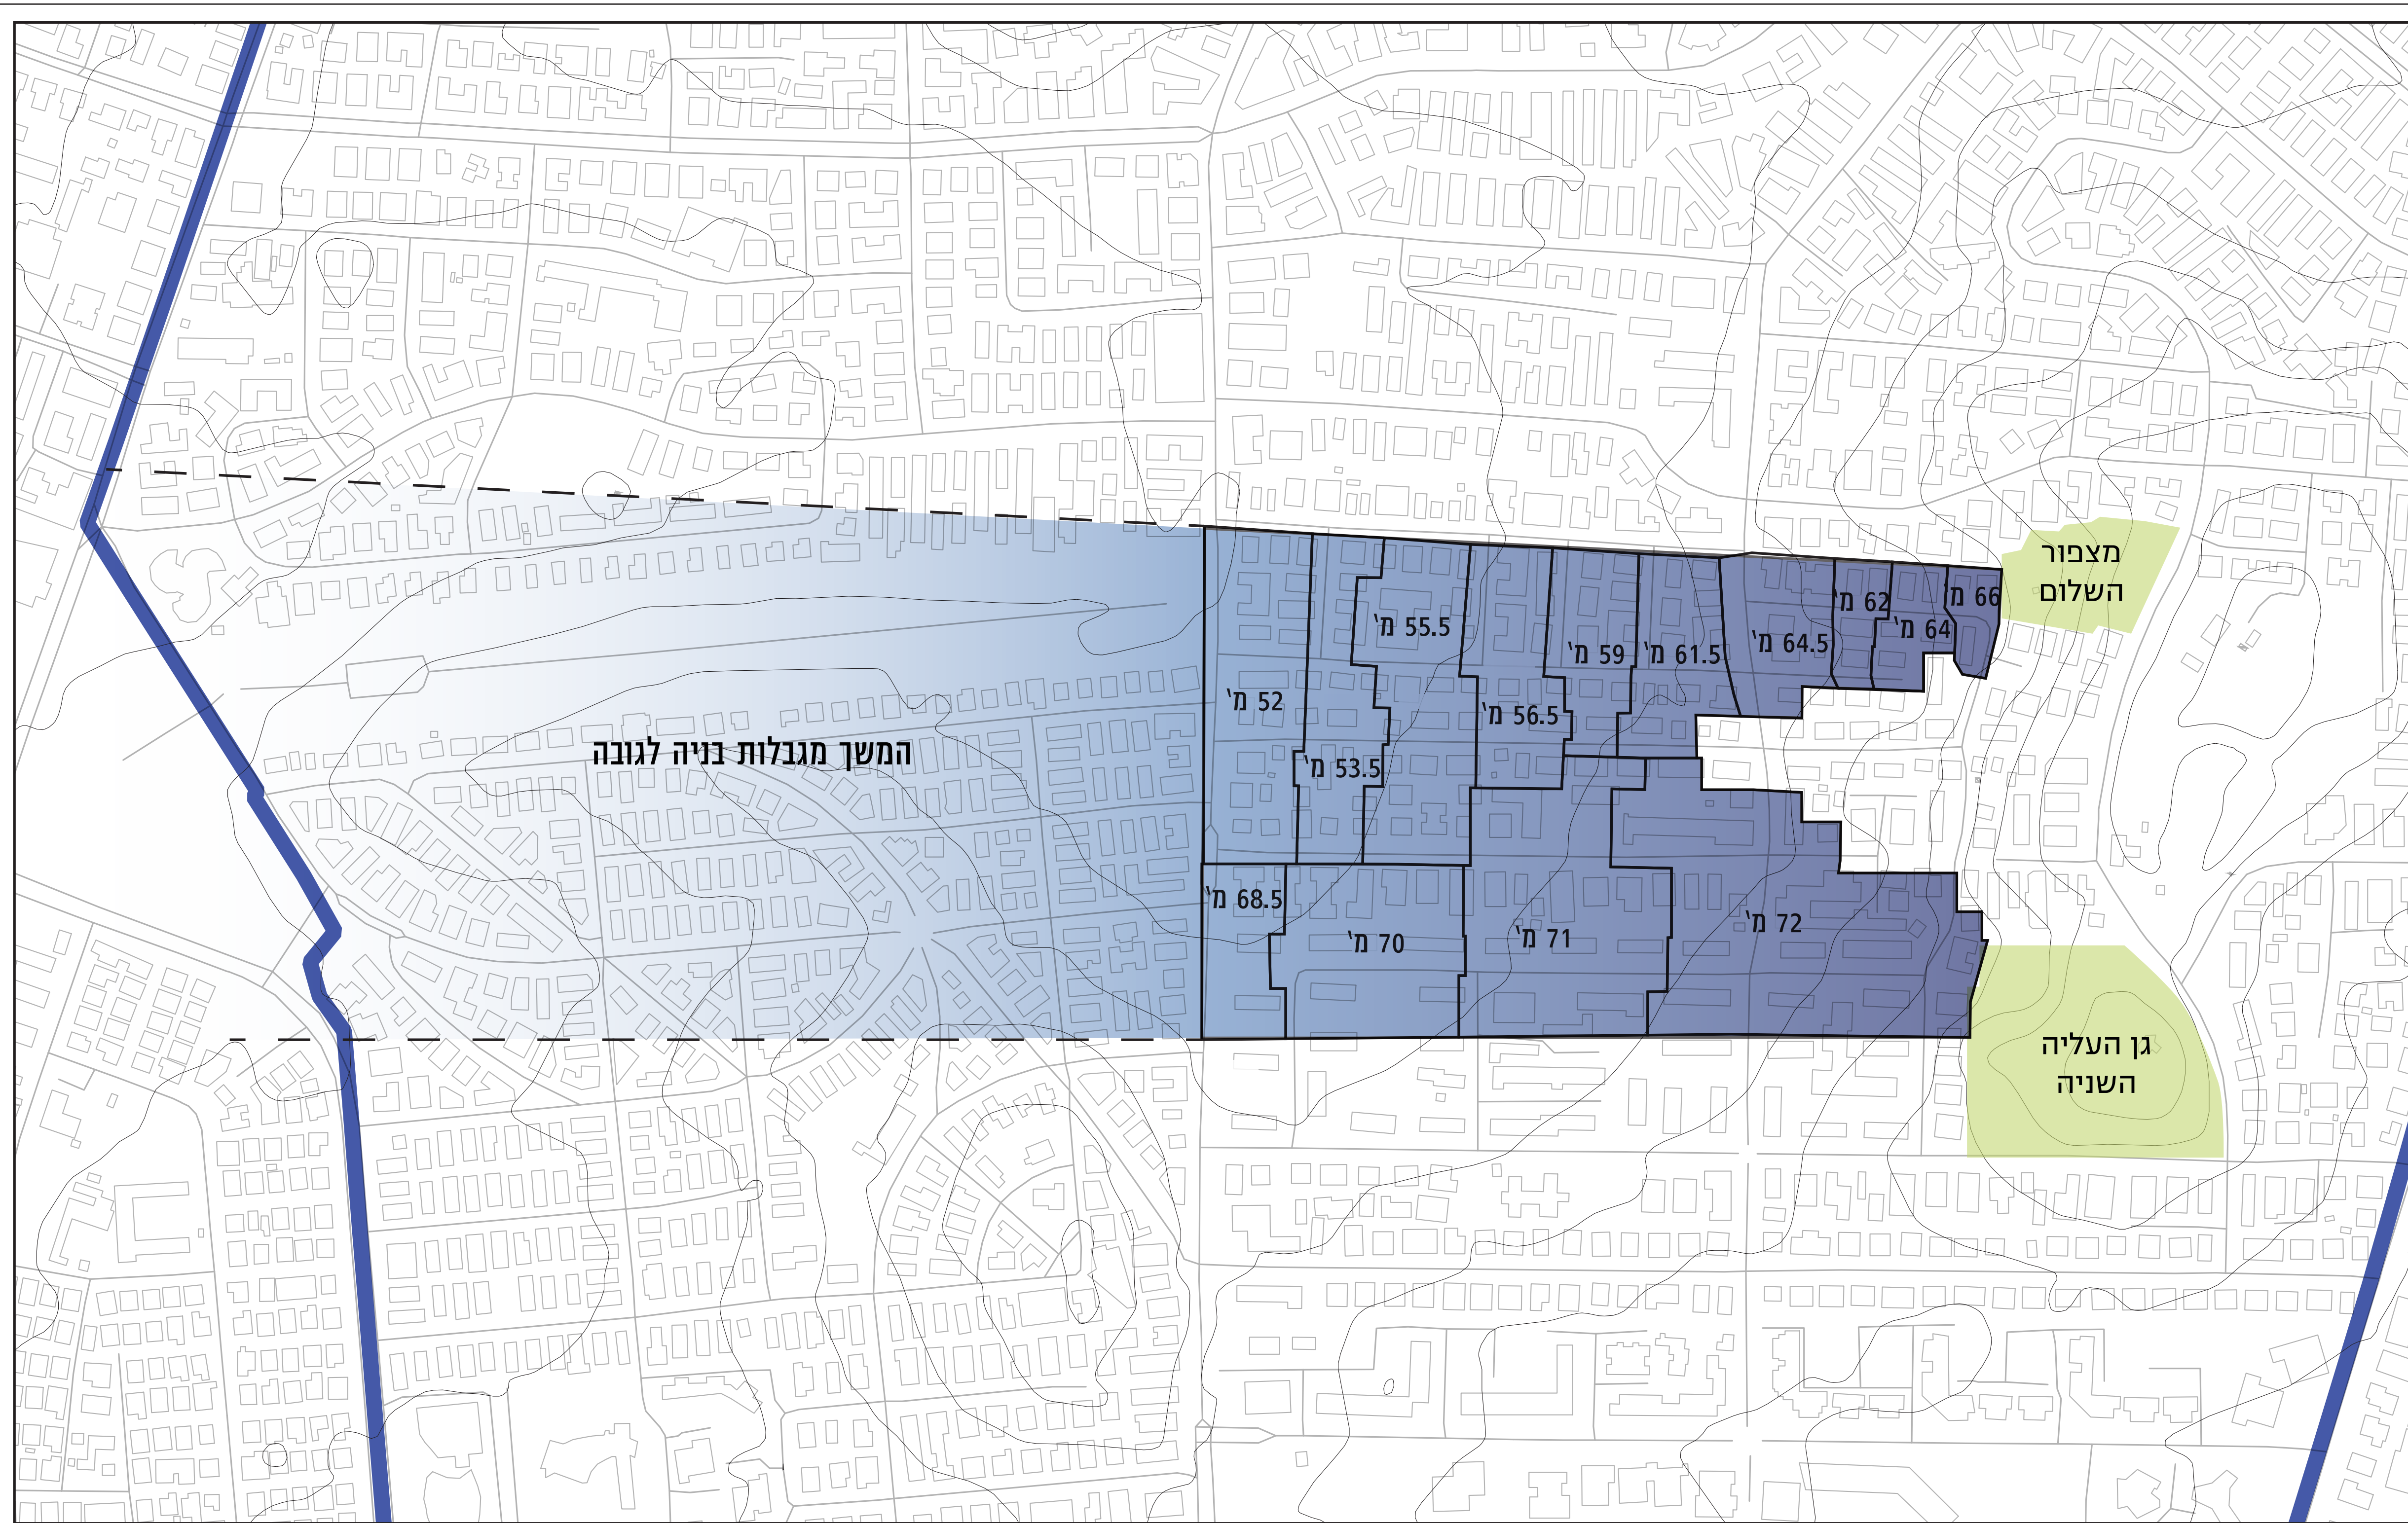 מצפור
השלום
66 מ'
62 מ'
64 מ'
64.5 מ'
61.5 מ'
59 מ'
55.5 מ'
56.5 מ'
52 מ'
53.5 מ'
המשך מגבלות בניה לגובה
72 מ'
71 מ'
70 מ'
68.5 מ'
גן העליה
השניה